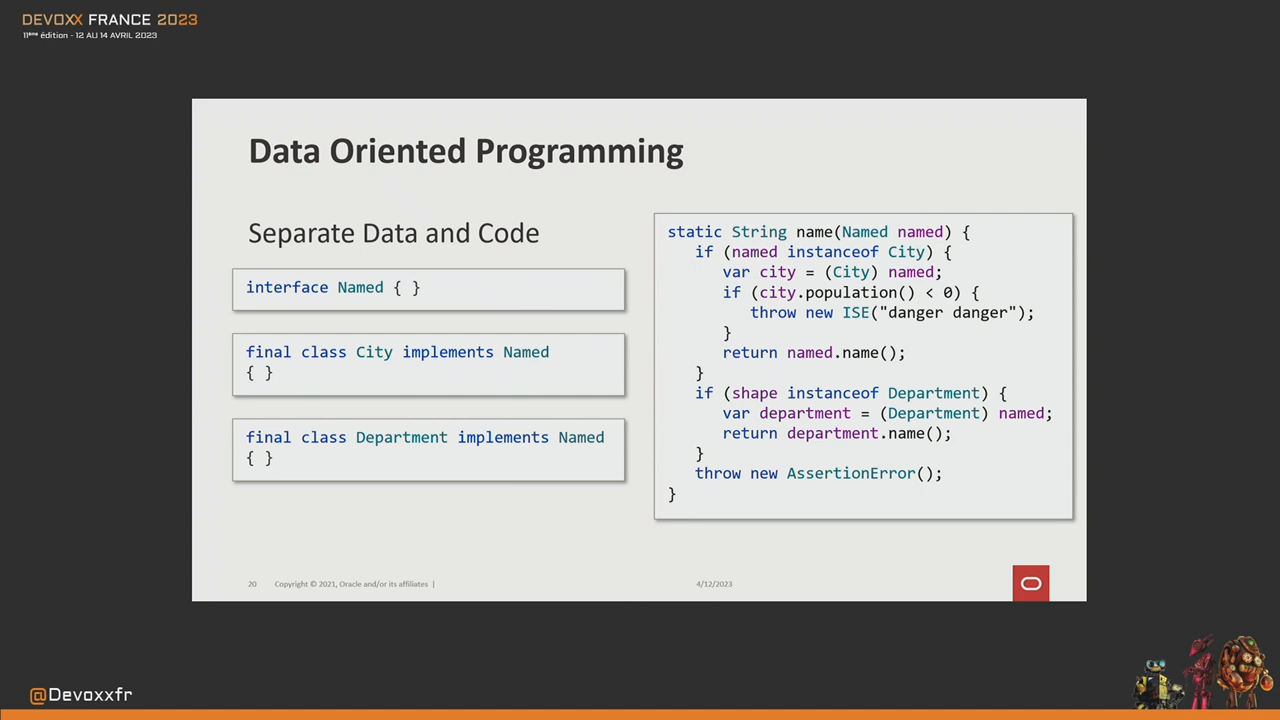 DEVOXX FRANCE 2023
11ème édition - 12 AU 14 AVRIL 2023
Data Oriented Programming
Separate Data and Code
interface Named { }
final class City implements Named
{ }
final class Department implements Named
{ }
static String name(Named named) {
   if (named instanceof City) {
      var city = (City) named;
      if (city.population() < 0) {
         throw new ISE("danger danger");
      }
      return named.name();
   }
   if (shape instanceof Department) {
      var department = (Department) named;
      return department.name();
   }
   throw new AssertionError();
}
20 Copyright © 2021, Oracle and/or its affiliates |
4/12/2023
@Devoxxfr